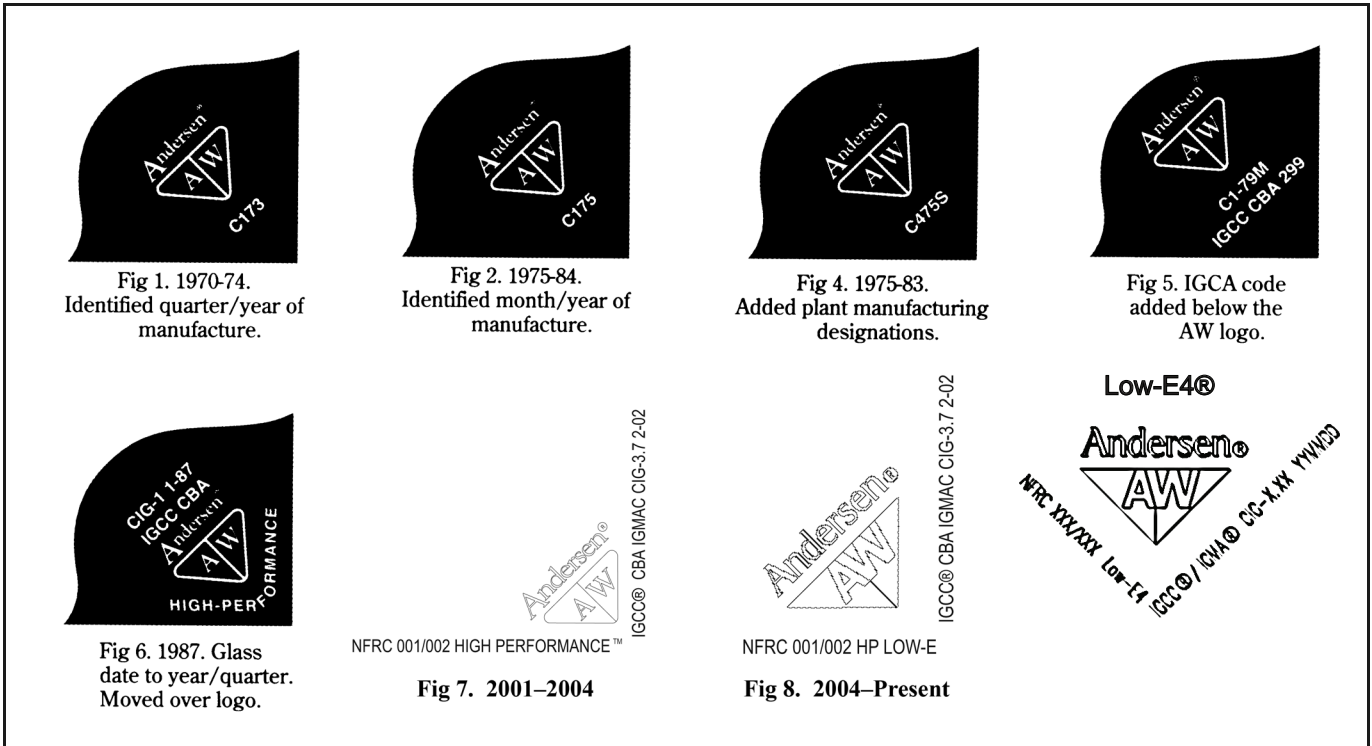 Andersen®
AW
C173
Fig 1. 1970-74.
Identified quarter/year of
manufacture.
Andersen®
AW
C175
Fig 2. 1975-84.
Identified month/year of
manufacture.
Andersen®
AW
C475S
Fig 4. 1975-83.
Added plant manufacturing
designations.
Andersen®
AW
C1-79M
IGCC CBA 299
Fig 5. IGCA code
added below the
AW logo.
CIG-1 1-87
IGCC CBA
Andersen®
AW
HIGH-PERFORMANCE
Fig 6. 1987. Glass
date to year/quarter.
Moved over logo.
Andersen®
AW
IGCC® CBA IGMAC CIG-3.7 2-02
NFRC 001/002 HIGH PERFORMANCE™
Fig 7. 2001–2004
Andersen®
AW
IGCC® CBA IGMAC CIG-3.7 2-02
NFRC 001/002 HP LOW-E
Fig 8. 2004–Present
Low-E4®
Andersen®
AW
NFRC XXX/XXX Low-E4
IGCC®/ IGMA® CIG-X.XX YYMMDD